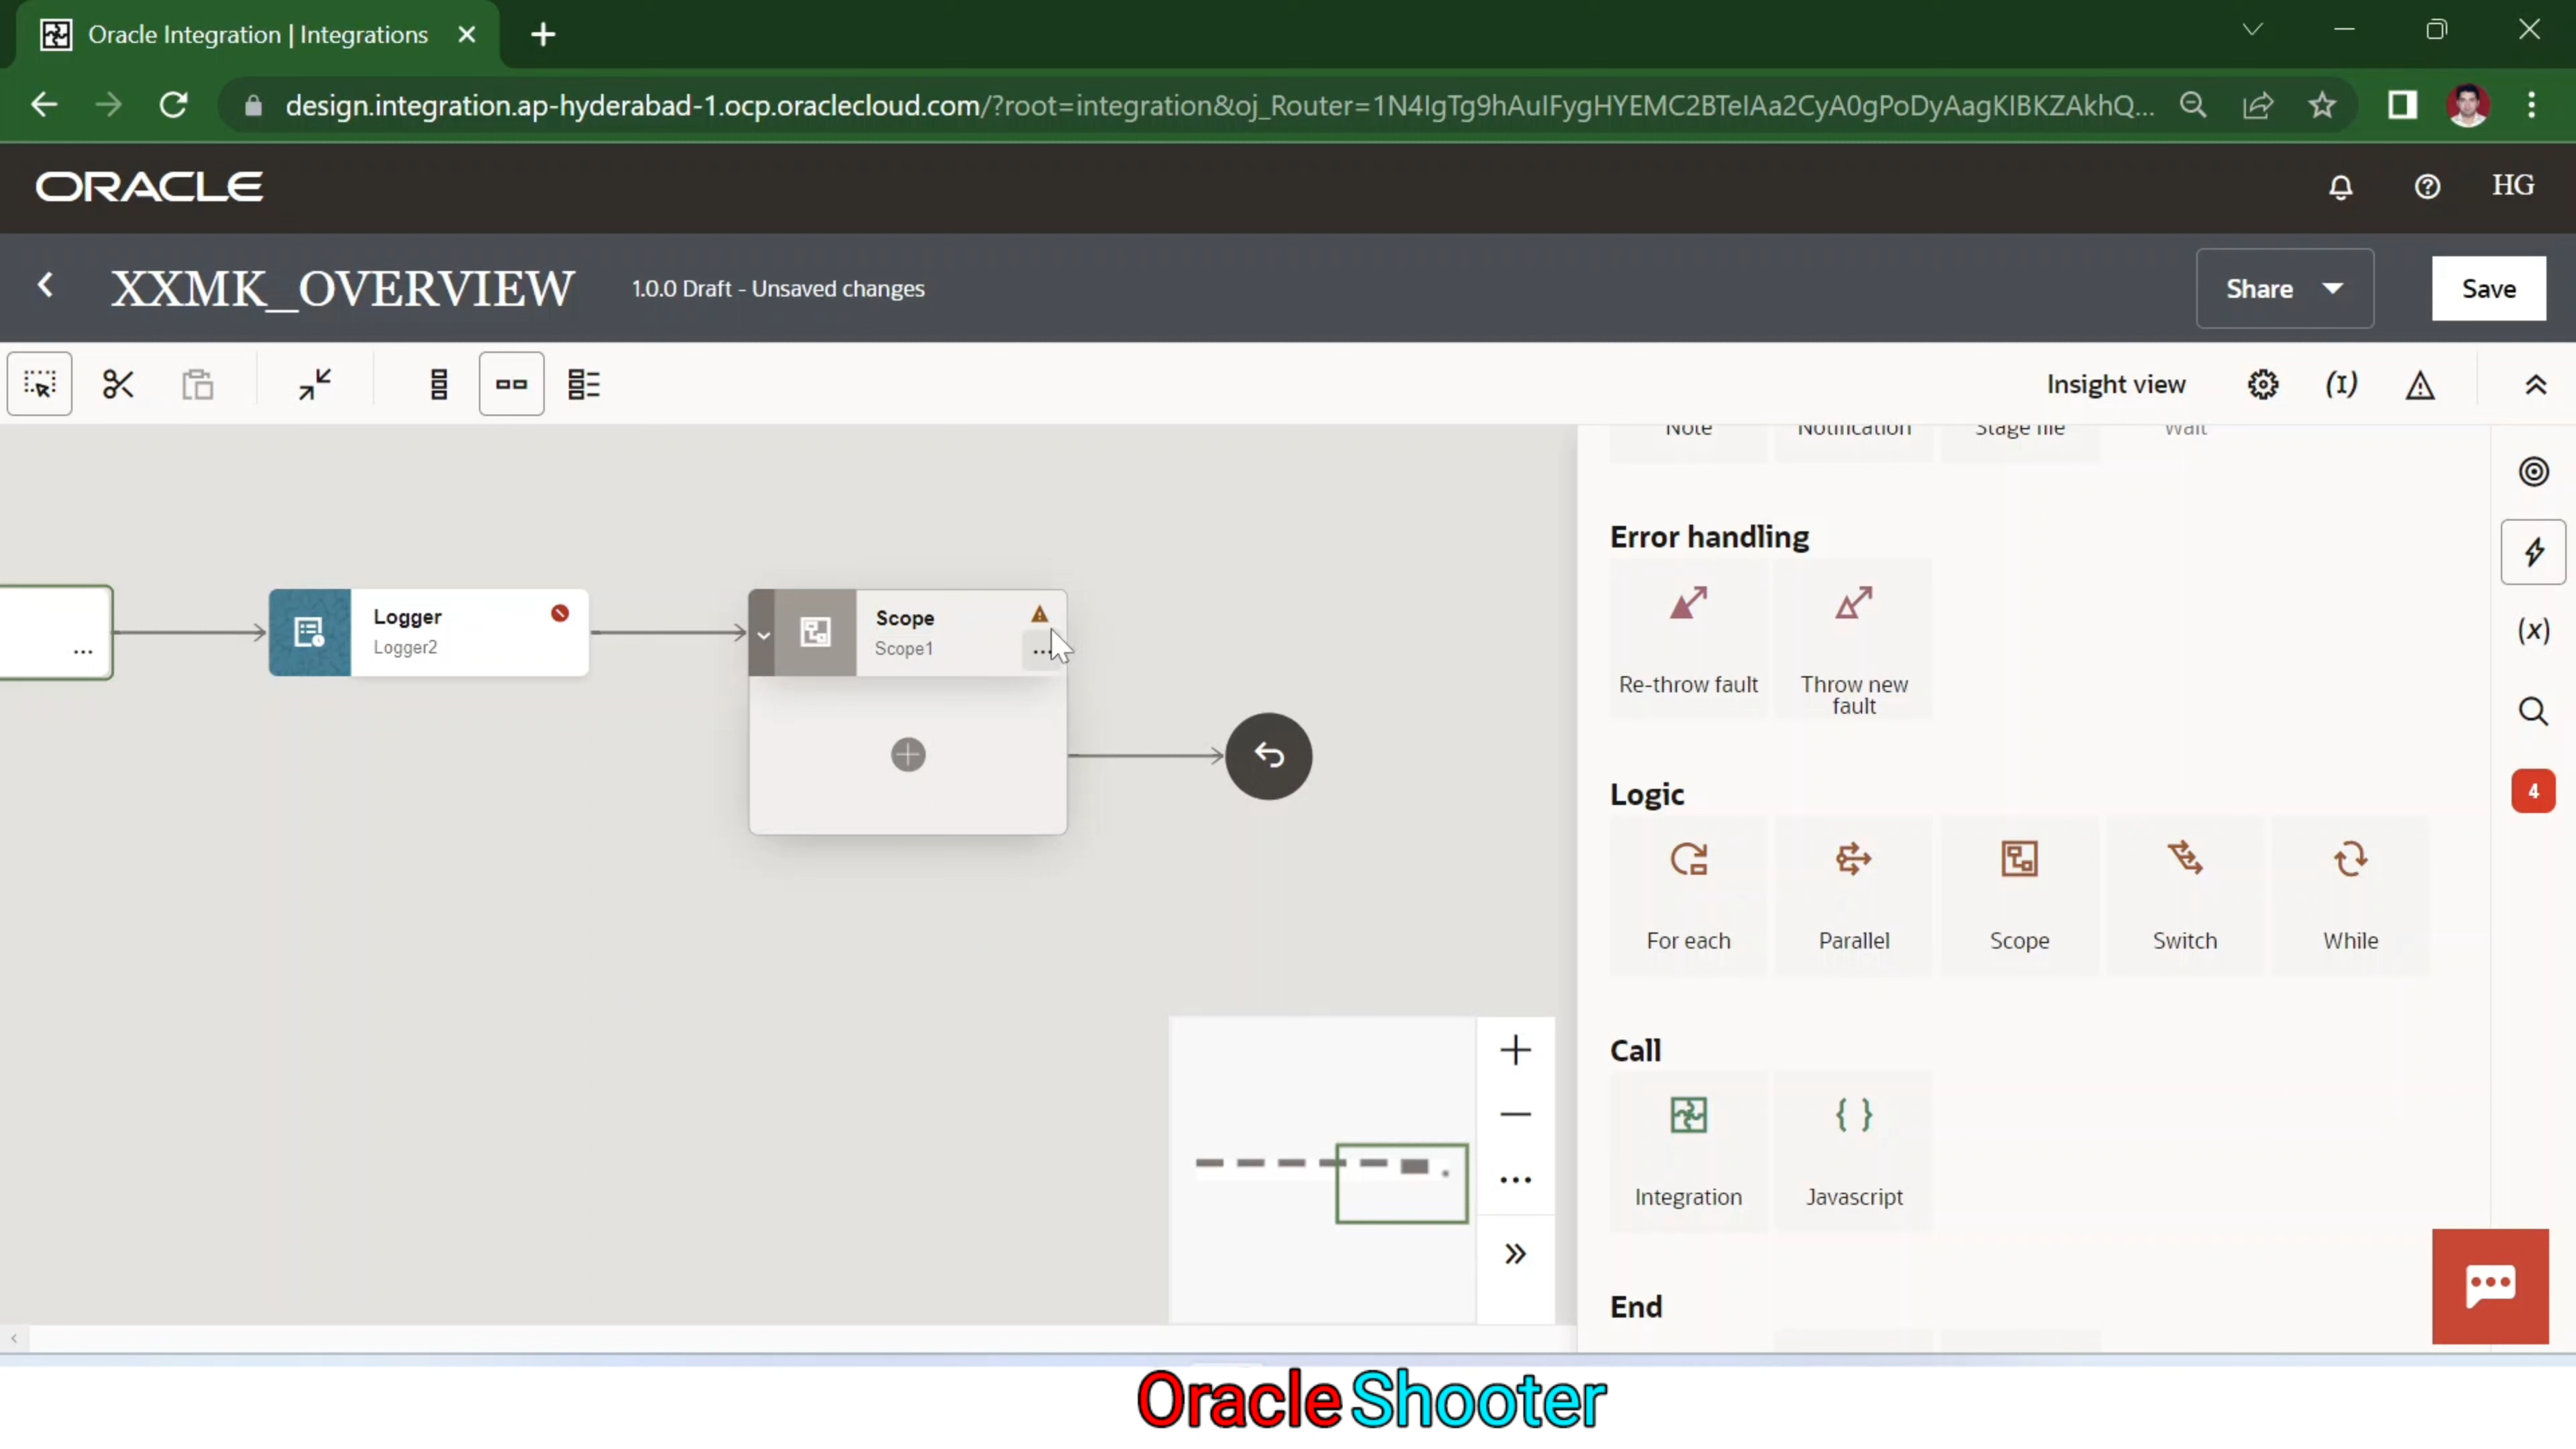 Oracle Integration | Integrations
design.integration.ap-hyderabad-1.ocp.oraclecloud.com/?root=integration&oj_Router=1N4IgTg9hAuIFygHYEMC2BTeIAa2CyA0gPoDyAagKIBKZAkhQ...
ORACLE
HG
XXMK_OVERVIEW
1.0.0 Draft - Unsaved changes
Share
Save
Insight view
(I)
Note
Notification
Stage file
Wait
Error handling
Re-throw fault
Throw new fault
(x)
Logger
Logger2
Scope
Scope1
4
Logic
For each
Parallel
Scope
Switch
While
Call
{ }
Integration
Javascript
End
Oracle Shooter